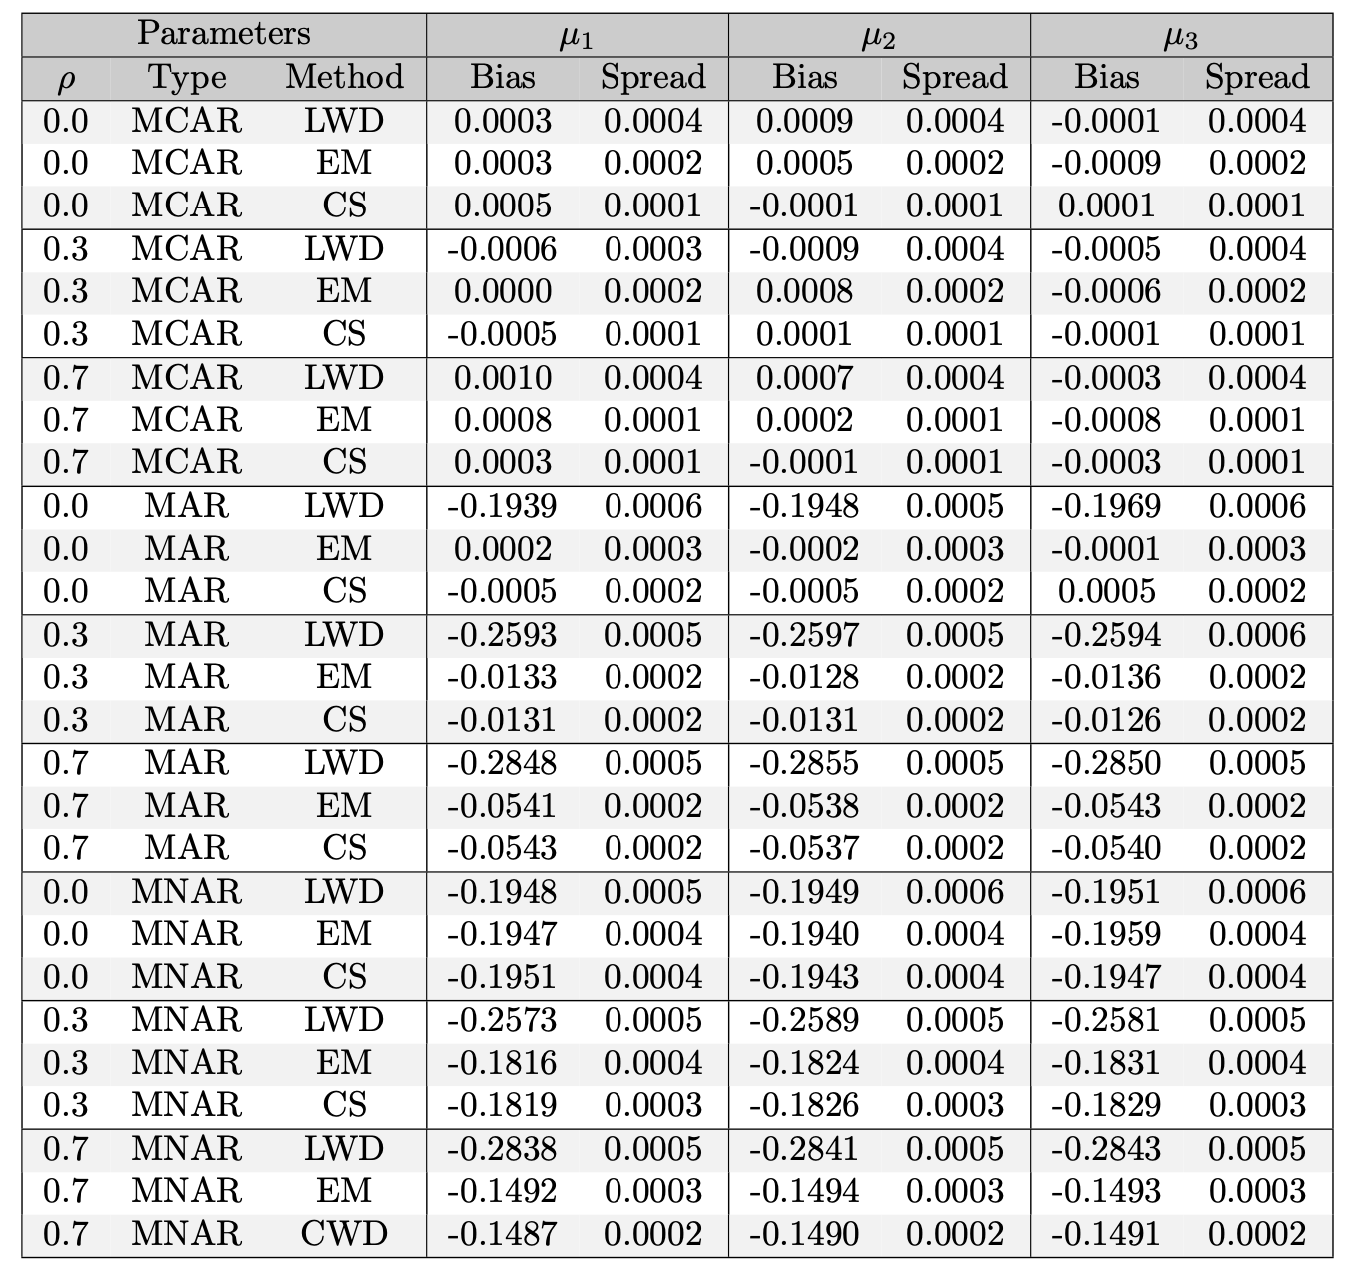 Parameters μ1 μ2 μ3
ρ Type Method Bias Spread Bias Spread Bias Spread
0.0 MCAR LWD 0.0003 0.0004 0.0009 0.0004 -0.0001 0.0004
0.0 MCAR EM 0.0003 0.0002 0.0005 0.0002 -0.0009 0.0002
0.0 MCAR CS 0.0005 0.0001 -0.0001 0.0001 0.0001 0.0001
0.3 MCAR LWD -0.0006 0.0003 -0.0009 0.0004 -0.0005 0.0004
0.3 MCAR EM 0.0000 0.0002 0.0008 0.0002 -0.0006 0.0002
0.3 MCAR CS -0.0005 0.0001 0.0001 0.0001 -0.0001 0.0001
0.7 MCAR LWD 0.0010 0.0004 0.0007 0.0004 -0.0003 0.0004
0.7 MCAR EM 0.0008 0.0001 0.0002 0.0001 -0.0008 0.0001
0.7 MCAR CS 0.0003 0.0001 -0.0001 0.0001 -0.0003 0.0001
0.0 MAR LWD -0.1939 0.0006 -0.1948 0.0005 -0.1969 0.0006
0.0 MAR EM 0.0002 0.0003 -0.0002 0.0003 -0.0001 0.0003
0.0 MAR CS -0.0005 0.0002 -0.0005 0.0002 0.0005 0.0002
0.3 MAR LWD -0.2593 0.0005 -0.2597 0.0005 -0.2594 0.0006
0.3 MAR EM -0.0133 0.0002 -0.0128 0.0002 -0.0136 0.0002
0.3 MAR CS -0.0131 0.0002 -0.0131 0.0002 -0.0126 0.0002
0.7 MAR LWD -0.2848 0.0005 -0.2855 0.0005 -0.2850 0.0005
0.7 MAR EM -0.0541 0.0002 -0.0538 0.0002 -0.0543 0.0002
0.7 MAR CS -0.0543 0.0002 -0.0537 0.0002 -0.0540 0.0002
0.0 MNAR LWD -0.1948 0.0005 -0.1949 0.0006 -0.1951 0.0006
0.0 MNAR EM -0.1947 0.0004 -0.1940 0.0004 -0.1959 0.0004
0.0 MNAR CS -0.1951 0.0004 -0.1943 0.0004 -0.1947 0.0004
0.3 MNAR LWD -0.2573 0.0005 -0.2589 0.0005 -0.2581 0.0005
0.3 MNAR EM -0.1816 0.0004 -0.1824 0.0004 -0.1831 0.0004
0.3 MNAR CS -0.1819 0.0003 -0.1826 0.0003 -0.1829 0.0003
0.7 MNAR LWD -0.2838 0.0005 -0.2841 0.0005 -0.2843 0.0005
0.7 MNAR EM -0.1492 0.0003 -0.1494 0.0003 -0.1493 0.0003
0.7 MNAR CWD -0.1487 0.0002 -0.1490 0.0002 -0.1491 0.0002